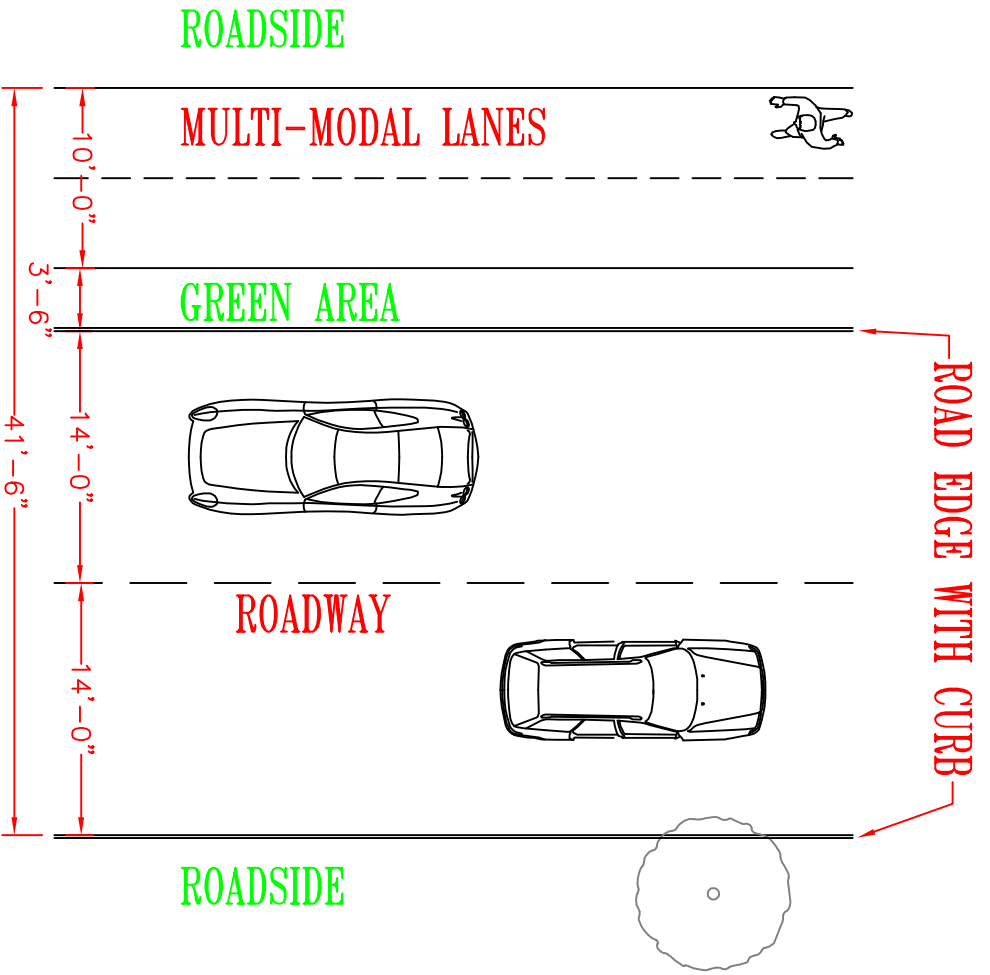 ROADSIDE
MULTI-MODAL LANES
10'-0"
3'-6"
GREEN AREA
ROAD EDGE WITH CURB
14'-0"
41'-6"
ROADWAY
14'-0"
ROADSIDE